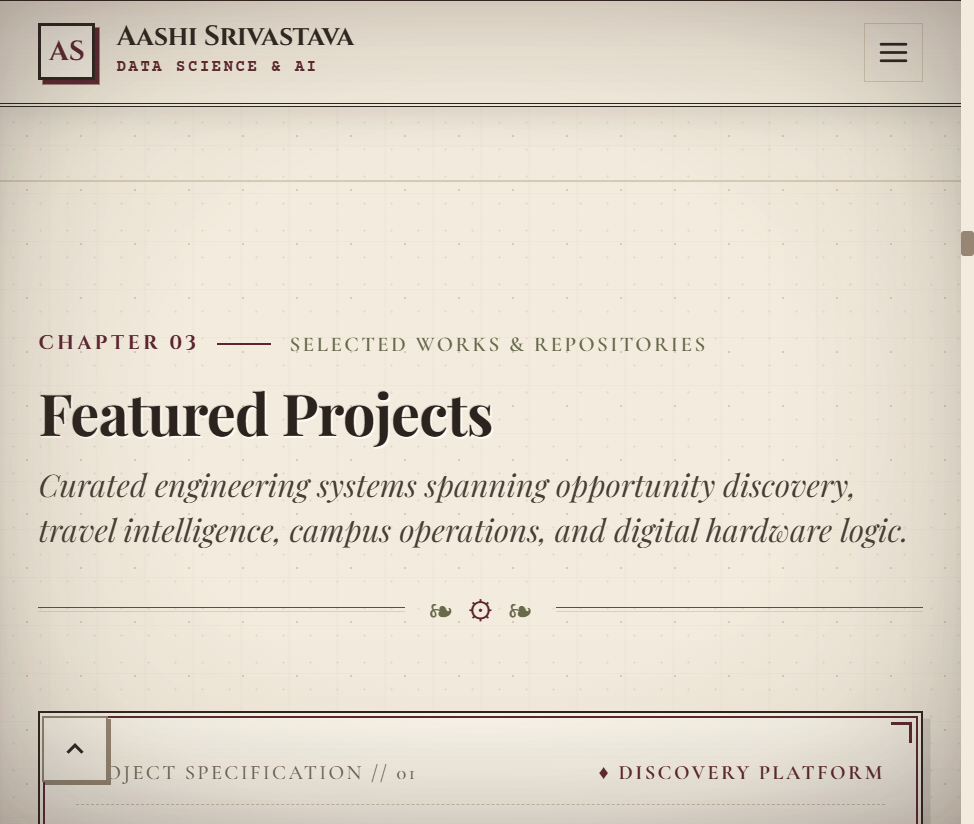 AS
AASHI SRIVASTAVA
DATA SCIENCE & AI
CHAPTER 03
SELECTED WORKS & REPOSITORIES
Featured Projects
Curated engineering systems spanning opportunity discovery,
travel intelligence, campus operations, and digital hardware logic.
SPECIFICATION // 01
♦ DISCOVERY PLATFORM